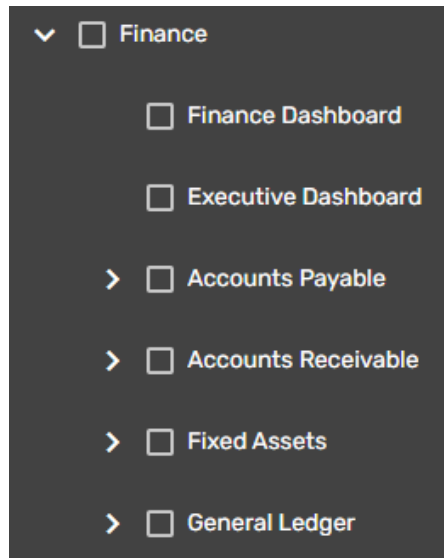 Finance
Finance Dashboard
Executive Dashboard
Accounts Payable
Accounts Receivable
Fixed Assets
General Ledger